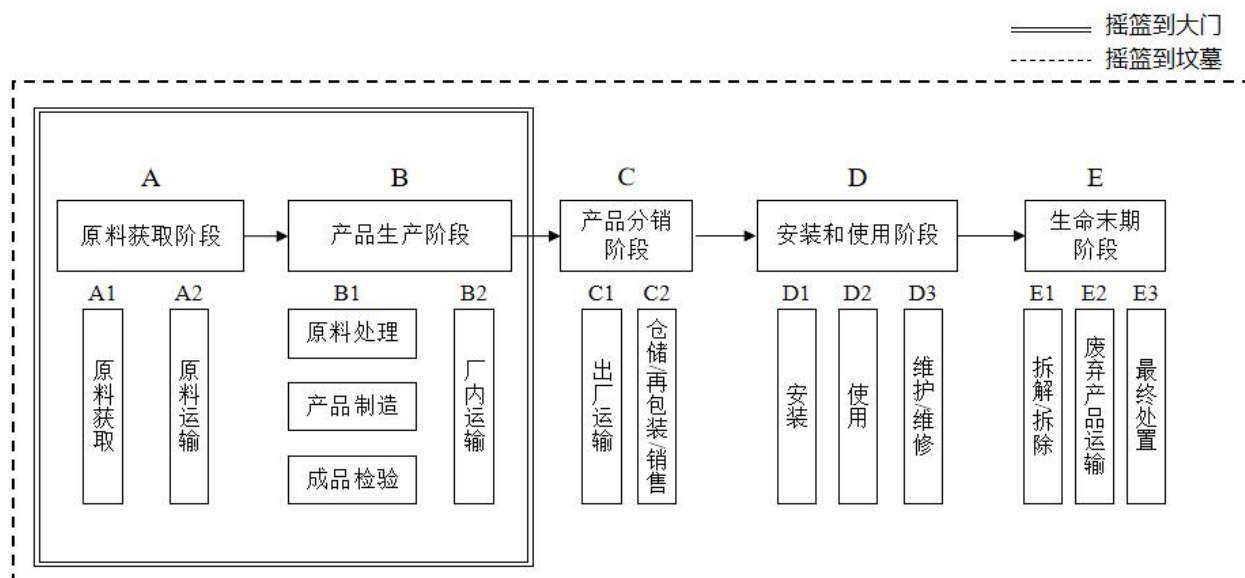 摇篮到大门
摇篮到坟墓
A
B
C
D
E
原料获取阶段
产品生产阶段
产品分销
阶段
安装和使用阶段
生命末期
阶段
A1
A2
B1
B2
C1
C2
D1
D2
D3
E1
E2
E3
原料获取
原料运输
原料处理
产品制造
成品检验
厂内运输
出厂运输
仓储/再包装/销售
安装
使用
维护/维修
拆解/拆除
废弃产品运输
最终处置